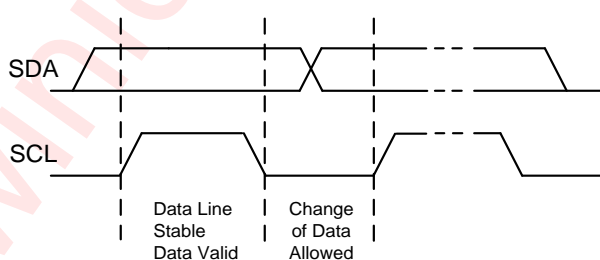 SDA
SCL
Data Line
Stable
Data Valid
Change
of Data
Allowed